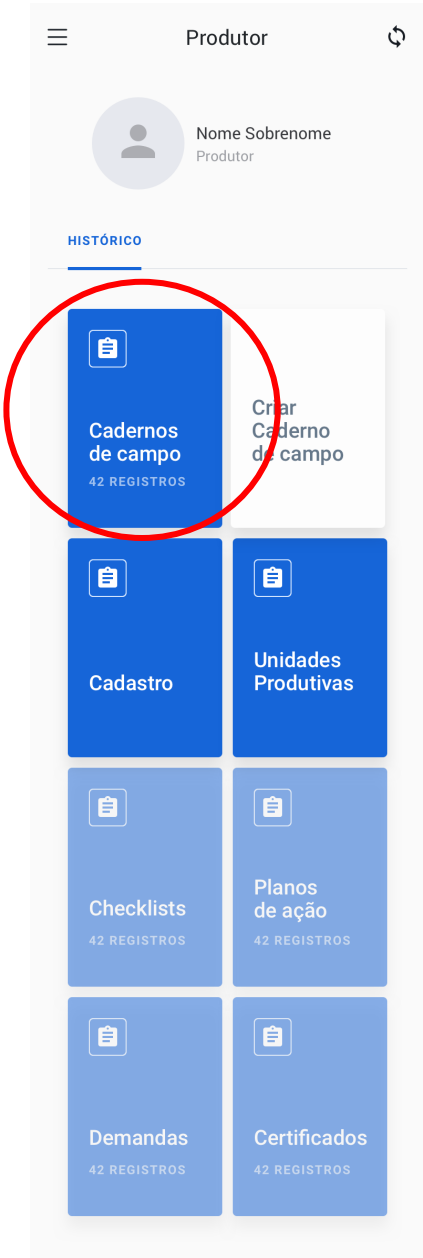 Produtor
Nome Sobrenome
Produtor
HISTÓRICO
Cadernos
de campo
42 REGISTROS
Criar
Caderno
de campo
Cadastro
Unidades
Produtivas
Checklists
42 REGISTROS
Planos
de ação
42 REGISTROS
Demandas
42 REGISTROS
Certificados
42 REGISTROS